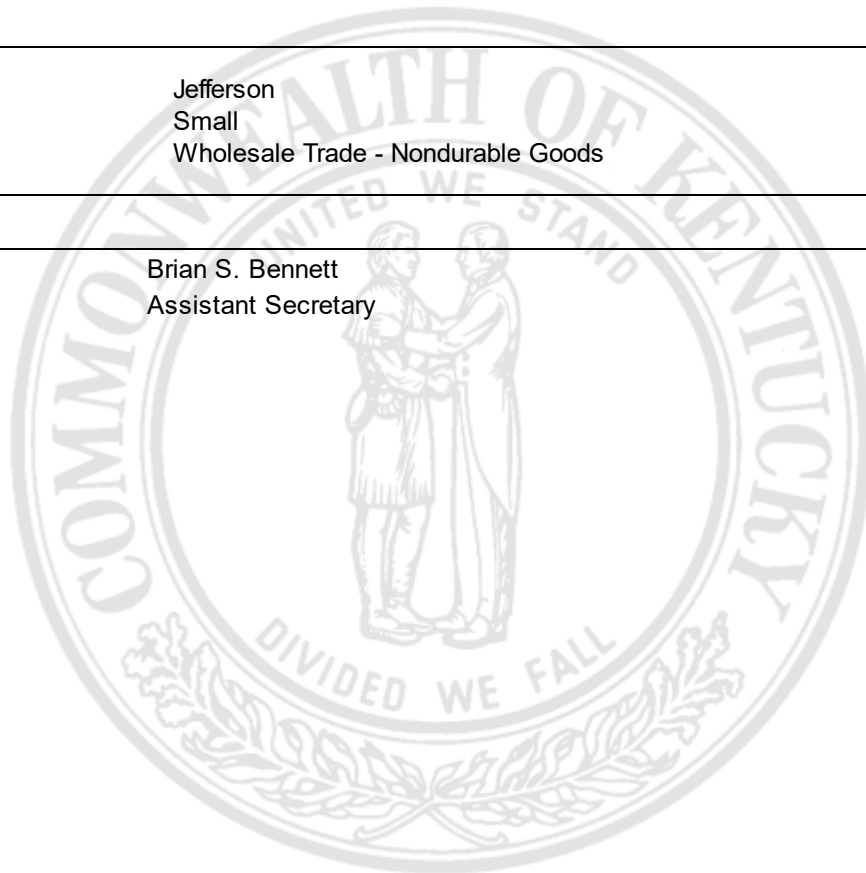 COMMONWEALTH OF KENTUCKY
Jefferson
Small
Wholesale Trade - Nondurable Goods
UNITED WE STAND
Brian S. Bennett
Assistant Secretary
DIVIDED WE FALL